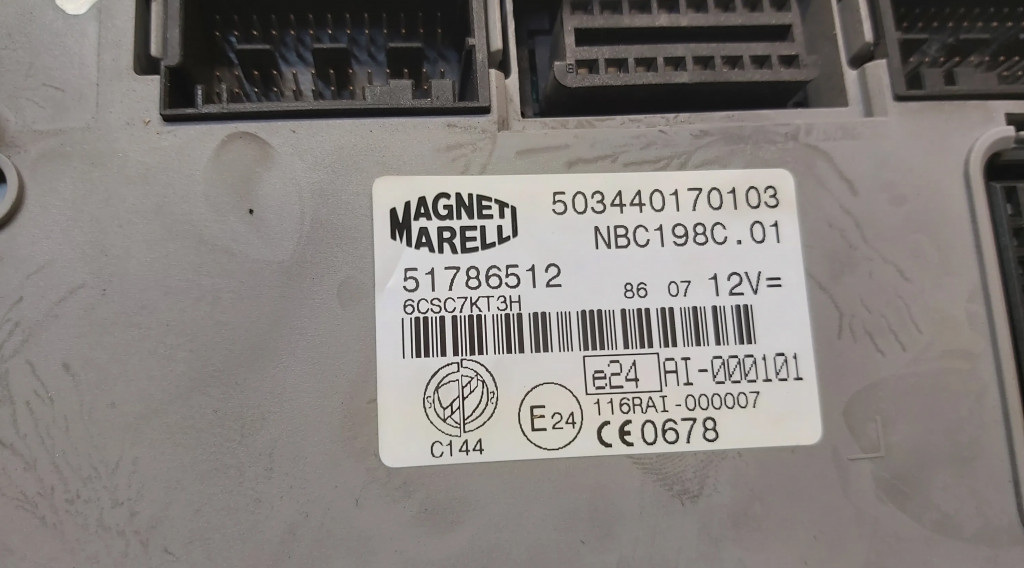 MAGNETI
MARELLI
503440170103
NBC198C.01
51786512
6CSC7KT3H
86 07 12V=
e24 AI-000101
116RAI-000007
E24
CE0678
C144